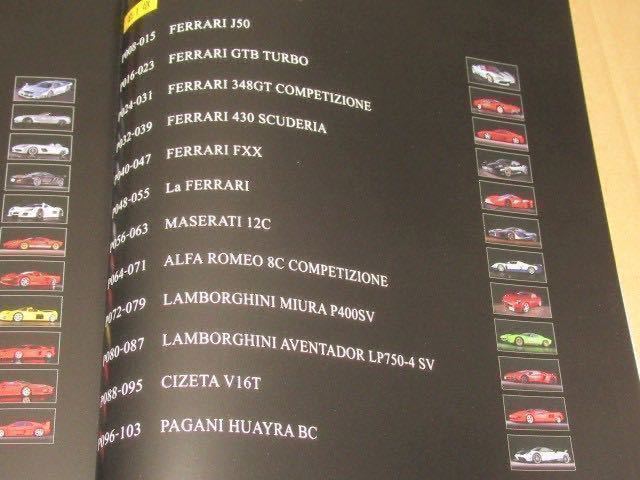 P008-015 FERRARI J50
P016-023 FERRARI GTB TURBO
P024-031 FERRARI 348GT COMPETIZIONE
P032-039 FERRARI 430 SCUDERIA
P040-047 FERRARI FXX
P048-055 La FERRARI
P056-063 MASERATI 12C
P064-071 ALFA ROMEO 8C COMPETIZIONE
P072-079 LAMBORGHINI MIURA P400SV
P080-087 LAMBORGHINI AVENTADOR LP750-4 SV
P088-095 CIZETA V16T
P096-103 PAGANI HUAYRA BC